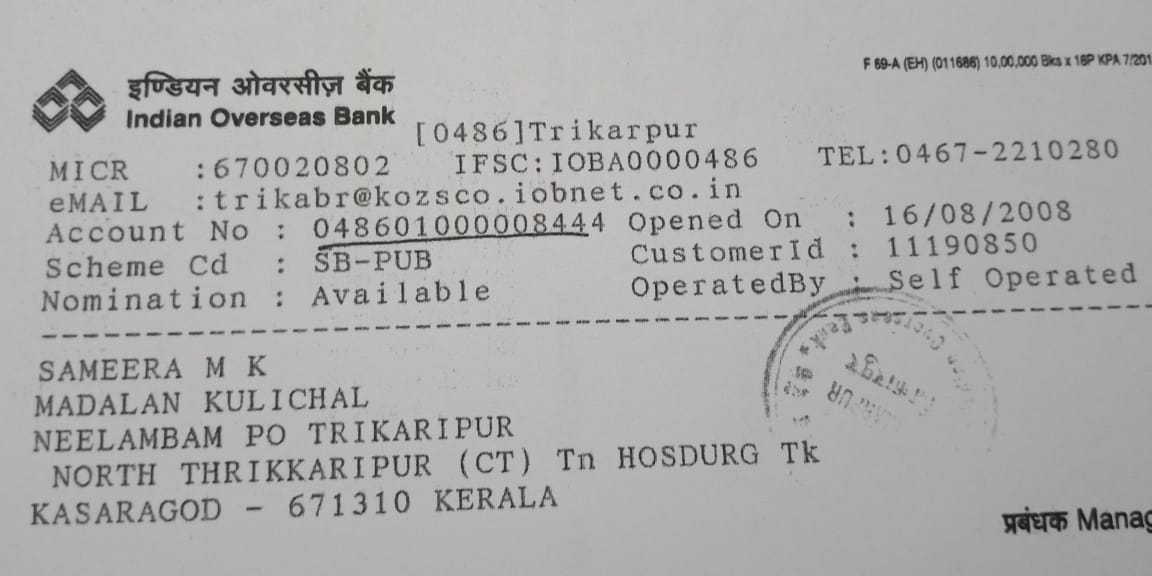 F 69-A (EH) (011686) 10,00,000 Bks x 16P KPA 7/201
इण्डियन ओवरसीज़ बैंक
Indian Overseas Bank
[0486]Trikarpur
MICR :670020802 IFSC:IOBA0000486 TEL:0467-2210280
eMAIL :trikabr@kozsco.iobnet.co.in
Account No : 048601000008444 Opened On : 16/08/2008
Scheme Cd : SB-PUB CustomerId : 11190850
Nomination : Available OperatedBy : Self Operated
SAMEERA M K
MADALAN KULICHAL
NEELAMBAM PO TRIKARIPUR
NORTH THRIKKARIPUR (CT) Tn HOSDURG Tk
KASARAGOD - 671310 KERALA
प्रबंधक Manag